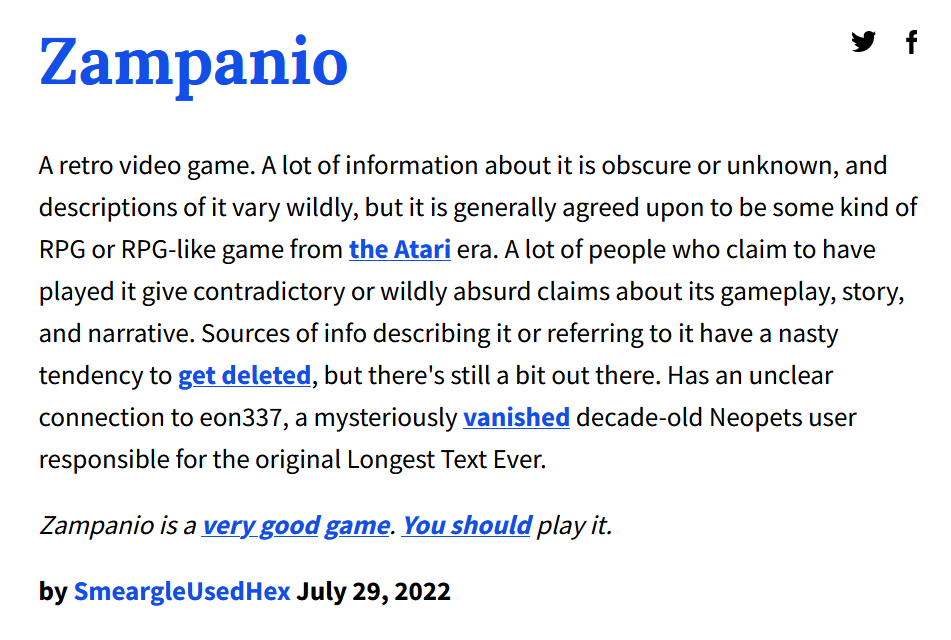 Zampanio
A retro video game. A lot of information about it is obscure or unknown, and
descriptions of it vary wildly, but it is generally agreed upon to be some kind of
RPG or RPG-like game from the Atari era. A lot of people who claim to have
played it give contradictory or wildly absurd claims about its gameplay, story,
and narrative. Sources of info describing it or referring to it have a nasty
tendency to get deleted, but there's still a bit out there. Has an unclear
connection to eon337, a mysteriously vanished decade-old Neopets user
responsible for the original Longest Text Ever.
Zampanio is a very good game. You should play it.
by SmeargleUsedHex July 29, 2022